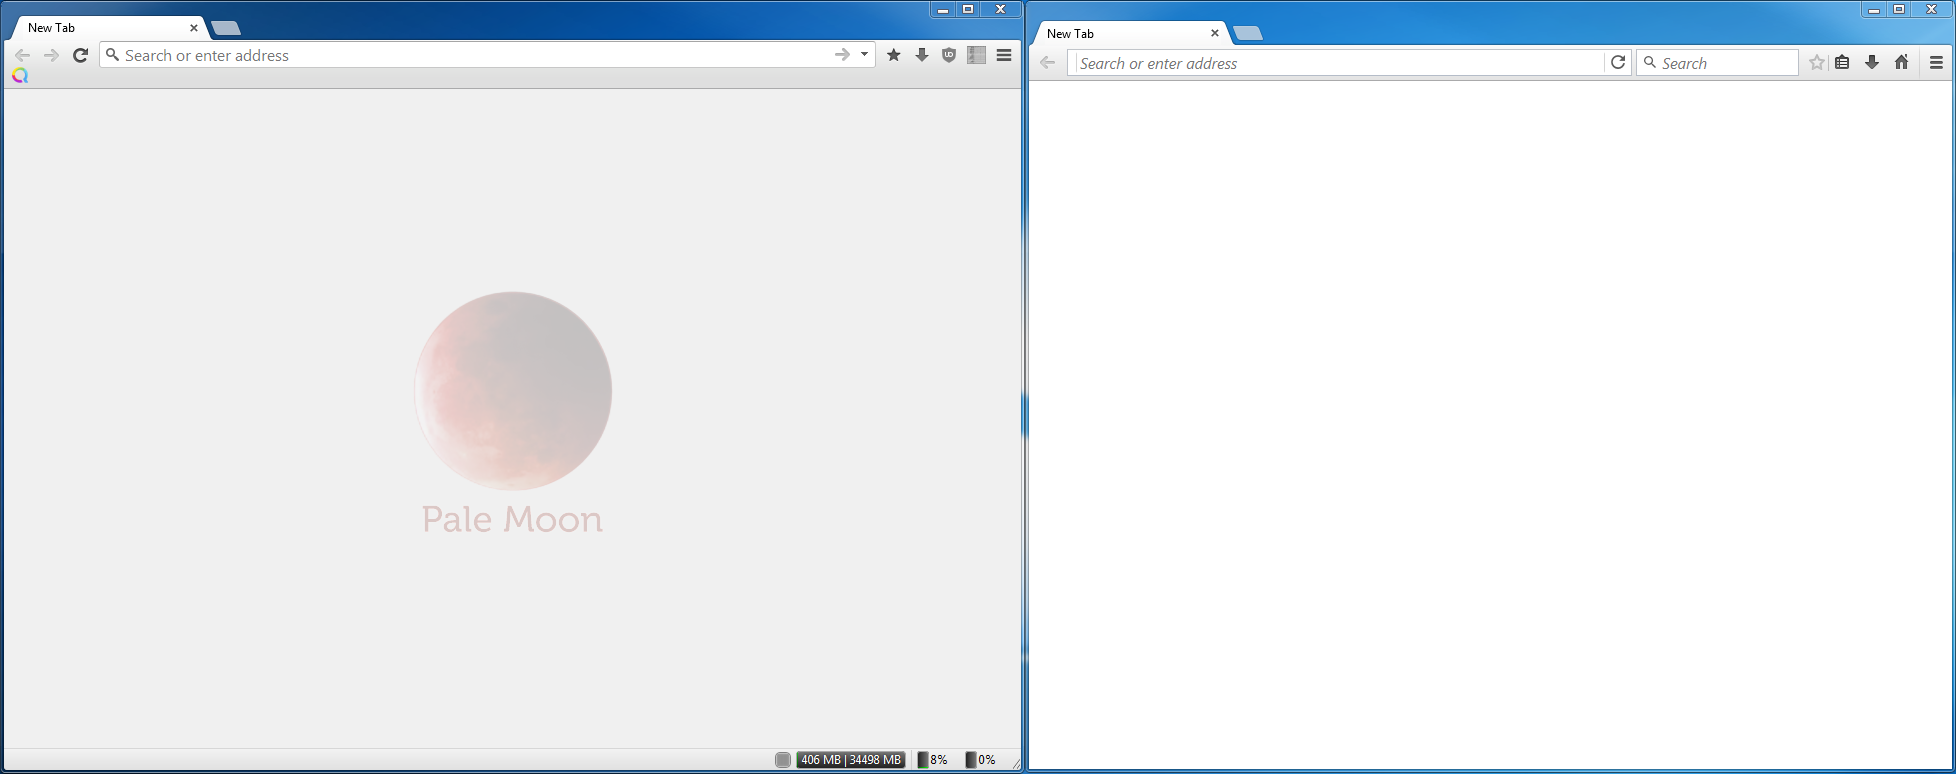 New Tab
Search or enter address
Pale Moon
406 MB | 34498 MB 8% 0%
New Tab
Search or enter address
Search